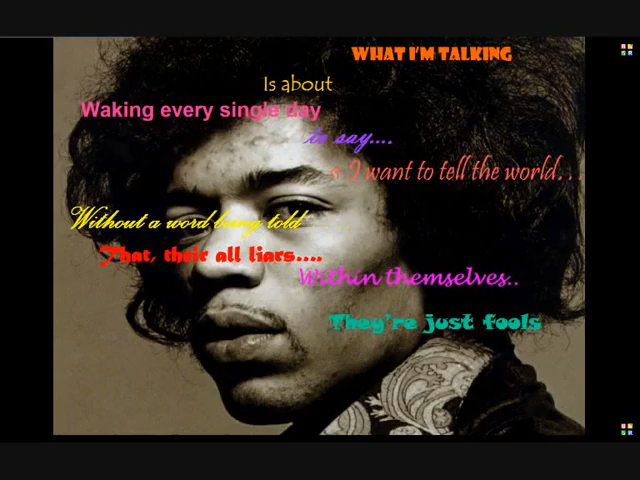 WHAT I'M TALKING
Is about
Waking every single day
to say....
I want to tell the world...
Without a word being told
That, their all liars....
Within themselves..
They're just fools